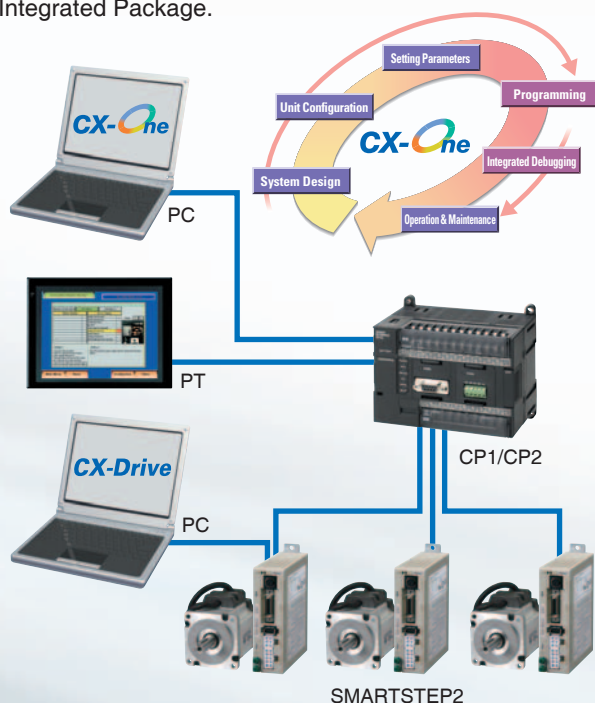 Integrated Package.
Setting Parameters
CX-One
Programming
Unit Configuration
CX-One
Integrated Debugging
System Design
Operation & Maintenance
PC
PT
CP1/CP2
CX-Drive
PC
SMARTSTEP2